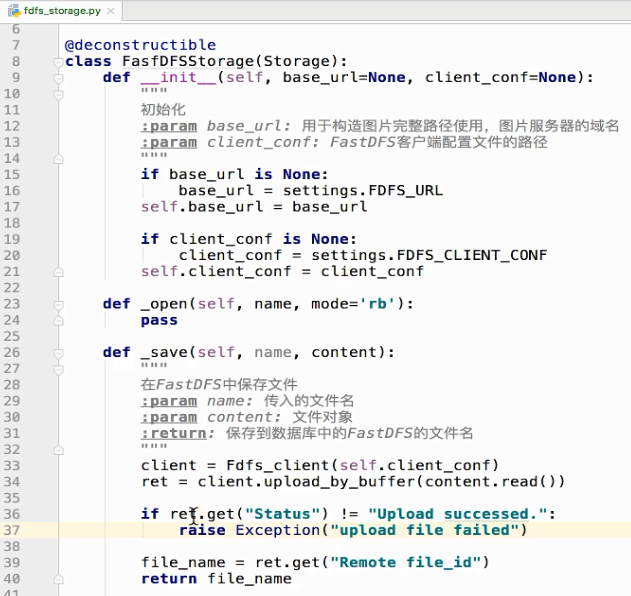 fdfs_storage.py ×
6
7 @deconstructible
8 class FasfDFSStorage(Storage):
9     def __init__(self, base_url=None, client_conf=None):
10         """
11         初始化
12         :param base_url: 用于构造图片完整路径使用，图片服务器的域名
13         :param client_conf: FastDFS客户端配置文件的路径
14         """
15         if base_url is None:
16             base_url = settings.FDFS_URL
17         self.base_url = base_url
18
19         if client_conf is None:
20             client_conf = settings.FDFS_CLIENT_CONF
21         self.client_conf = client_conf
22
23     def _open(self, name, mode='rb'):
24         pass
25
26     def _save(self, name, content):
27         """
28         在FastDFS中保存文件
29         :param name: 传入的文件名
30         :param content: 文件对象
31         :return: 保存到数据库中的FastDFS的文件名
32         """
33         client = Fdfs_client(self.client_conf)
34         ret = client.upload_by_buffer(content.read())
35
36         if ret.get("Status") != "Upload successed.":
37             raise Exception("upload file failed")
38
39         file_name = ret.get("Remote file_id")
40         return file_name
41